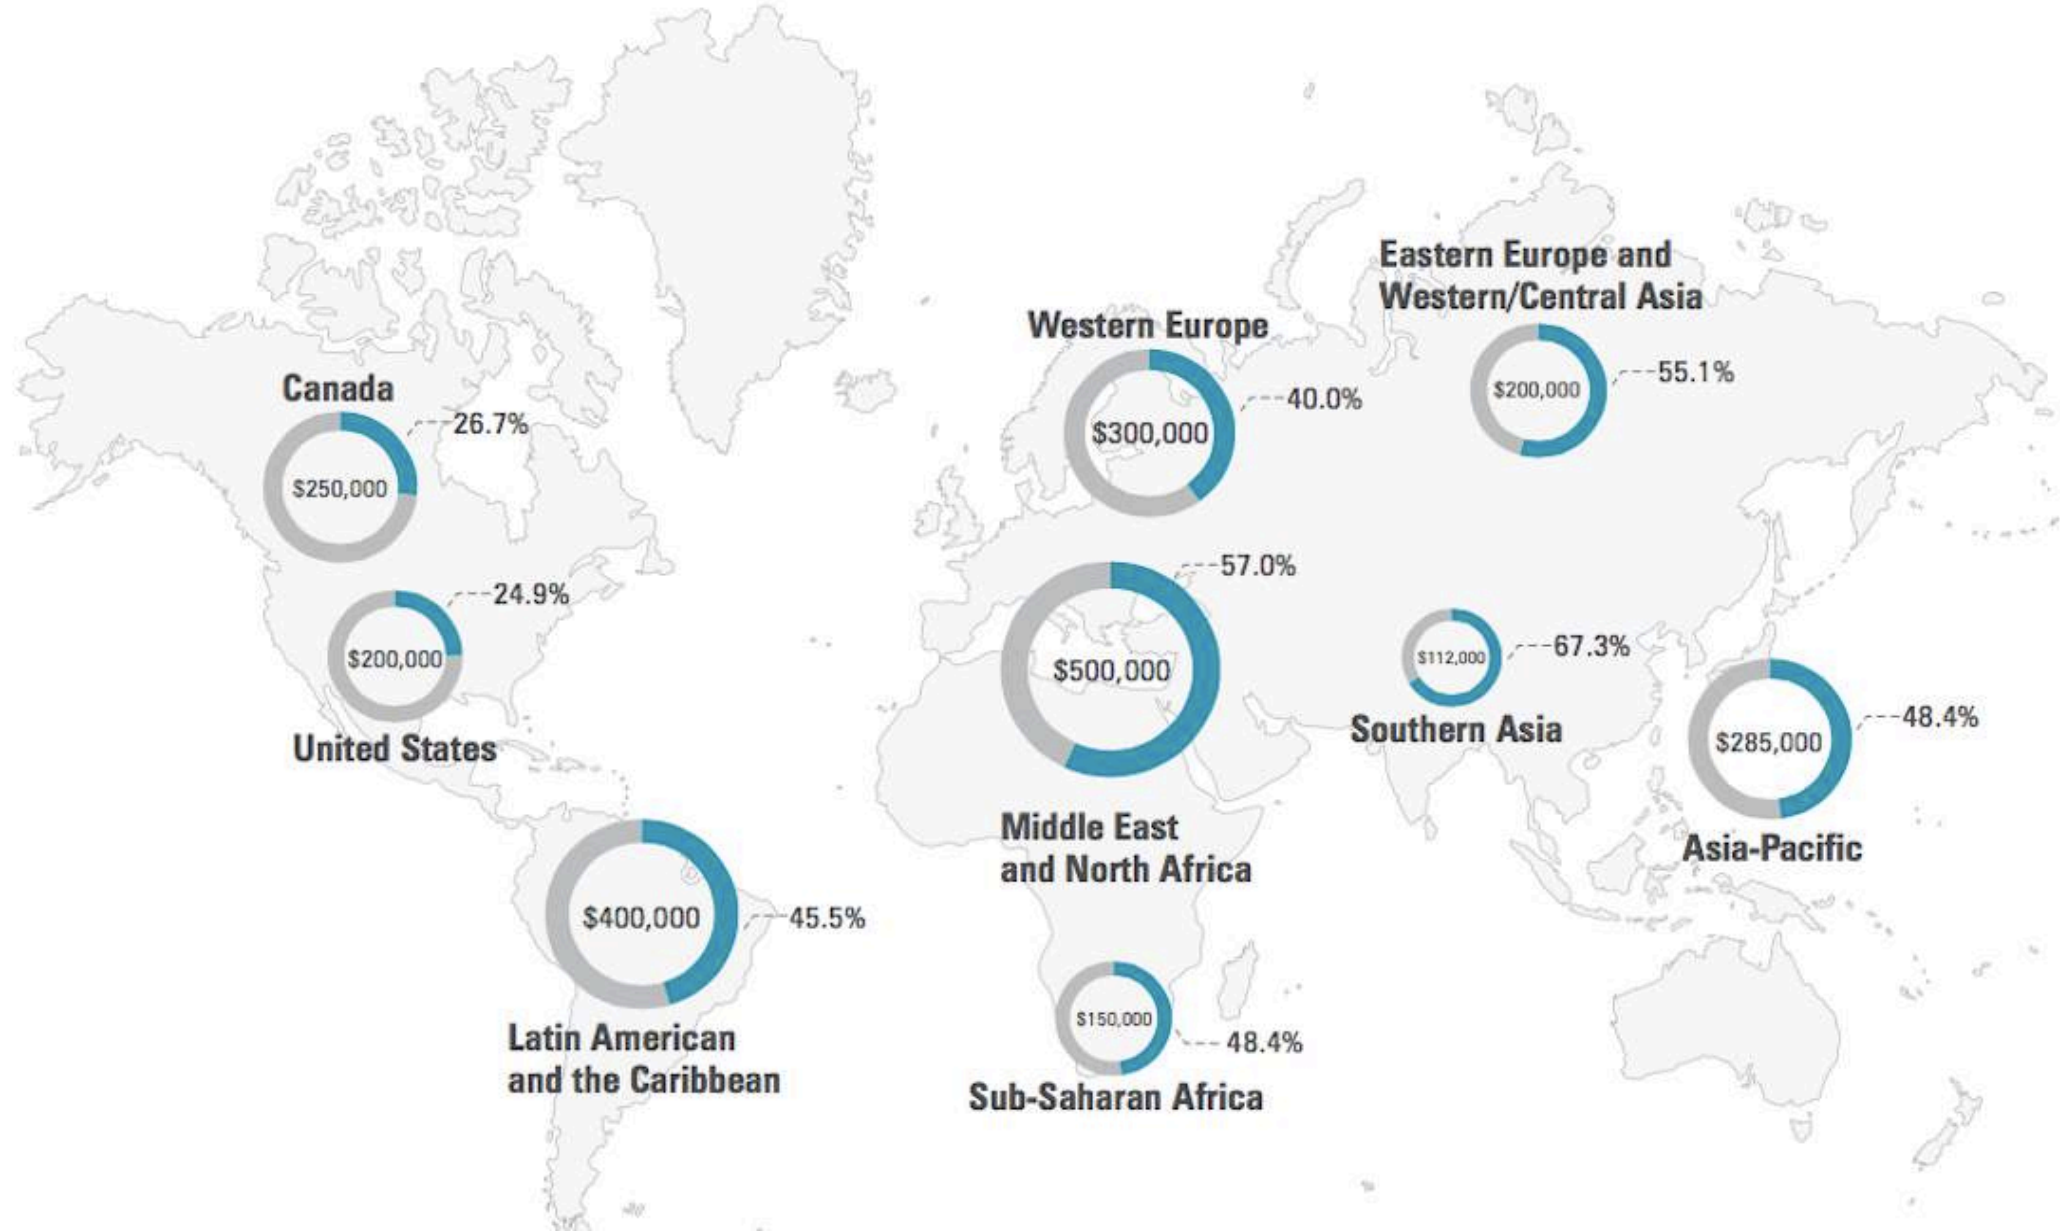 Canada
26.7%
$250,000
24.9%
$200,000
United States
$400,000
45.5%
Latin American
and the Caribbean
Western Europe
40.0%
$300,000
Eastern Europe and
Western/Central Asia
55.1%
$200,000
57.0%
$500,000
Middle East
and North Africa
67.3%
$112,000
Southern Asia
48.4%
$285,000
Asia-Pacific
$150,000
48.4%
Sub-Saharan Africa